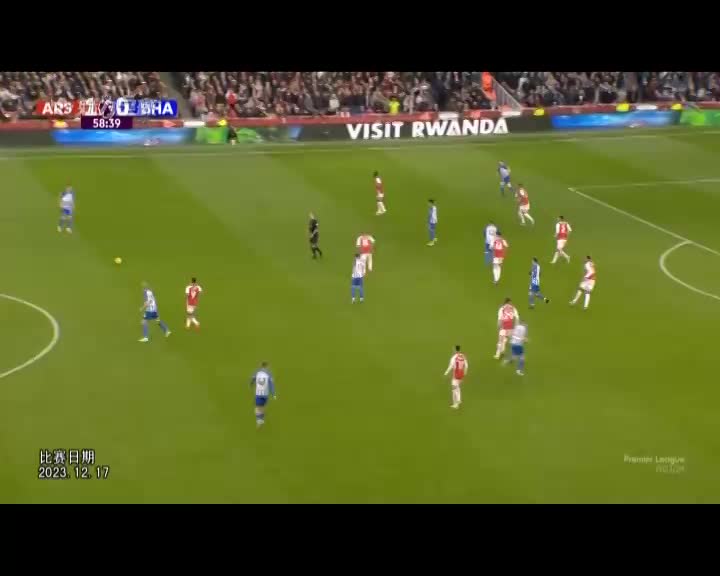 ARS 1 0 BHA
58:39
VISIT RWANDA
比赛日期
2023.12.17
Premier League